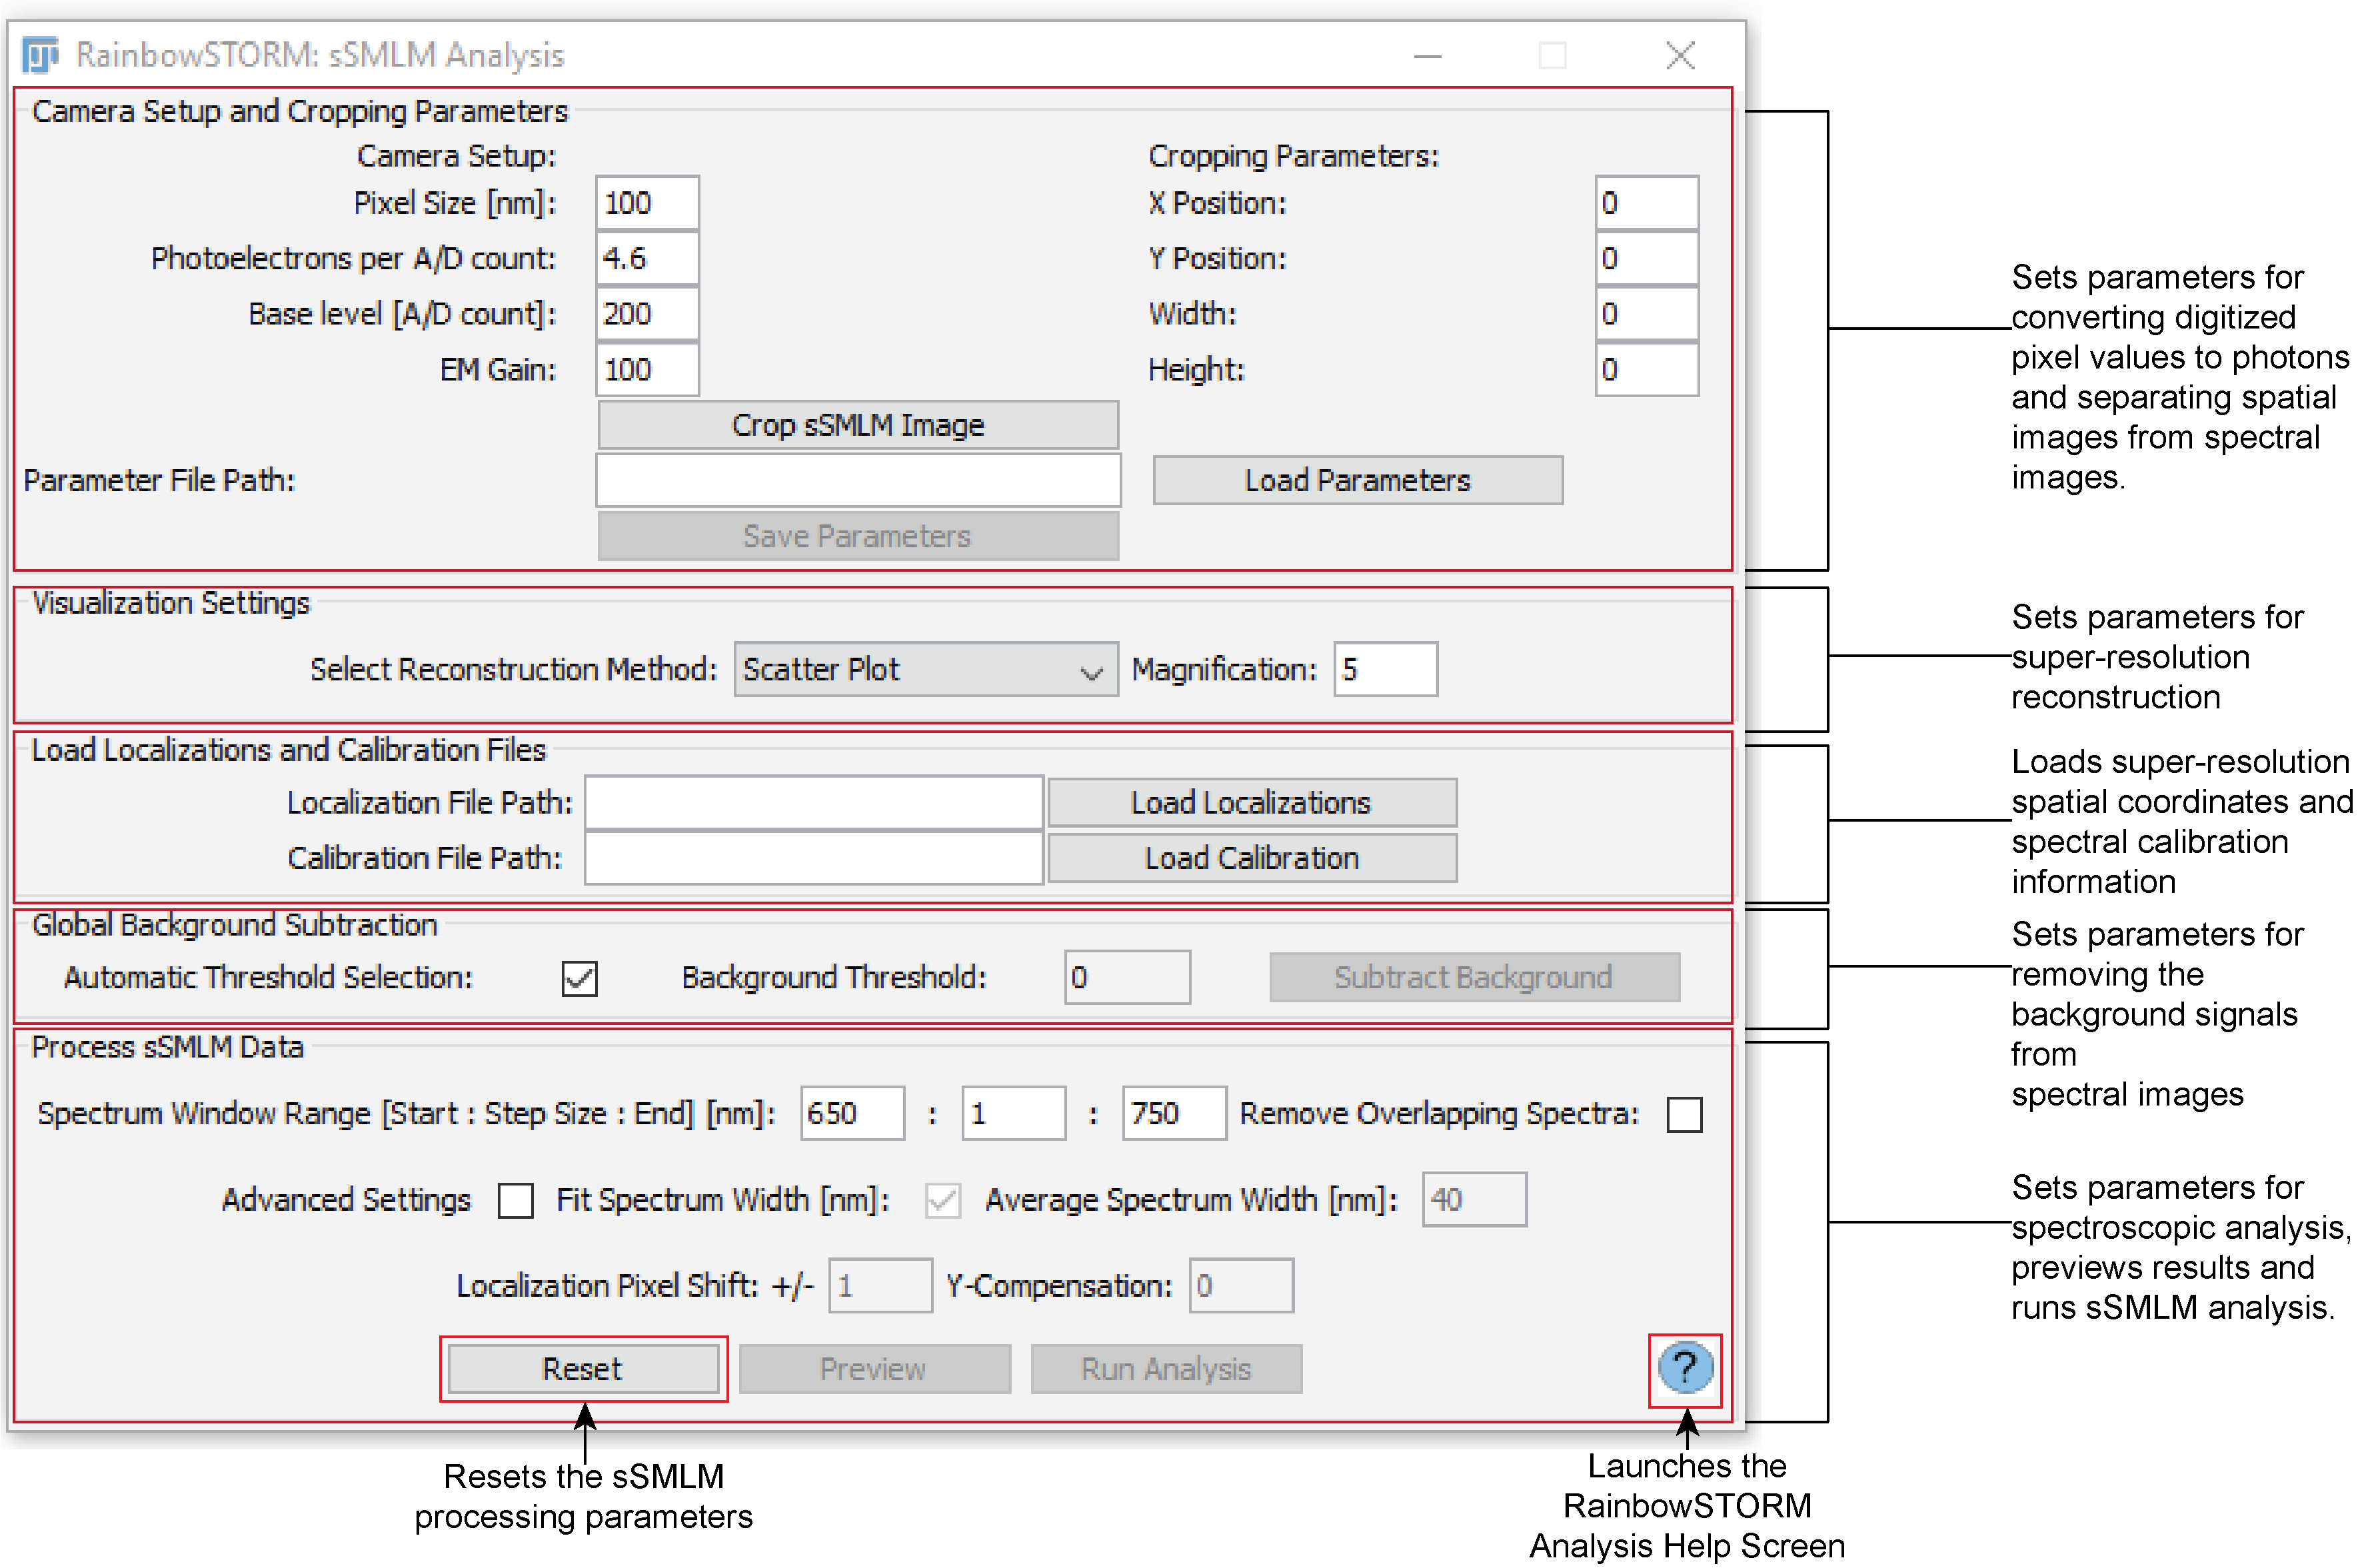 RainbowSTORM: sSMLM Analysis
Camera Setup and Cropping Parameters
Camera Setup:
Cropping Parameters:
Pixel Size [nm]: 100
X Position: 0
Photoelectrons per A/D count: 4.6
Y Position: 0
Base level [A/D count]: 200
Width: 0
EM Gain: 100
Height: 0
Crop sSMLM Image
Parameter File Path:
Load Parameters
Save Parameters
Sets parameters for
converting digitized
pixel values to photons
and separating spatial
images from spectral
images.
Visualization Settings
Select Reconstruction Method: Scatter Plot Magnification: 5
Sets parameters for
super-resolution
reconstruction
Load Localizations and Calibration Files
Localization File Path: Load Localizations
Calibration File Path: Load Calibration
Loads super-resolution
spatial coordinates and
spectral calibration
information
Global Background Subtraction
Automatic Threshold Selection: Background Threshold: 0 Subtract Background
Sets parameters for
removing the
background signals
from
spectral images
Process sSMLM Data
Spectrum Window Range [Start : Step Size : End] [nm]: 650 : 1 : 750 Remove Overlapping Spectra:
Advanced Settings Fit Spectrum Width [nm]: Average Spectrum Width [nm]: 40
Localization Pixel Shift: +/- 1 Y-Compensation: 0
Reset Preview Run Analysis ?
Sets parameters for
spectroscopic analysis,
previews results and
runs sSMLM analysis.
Resets the sSMLM
processing parameters
Launches the
RainbowSTORM
Analysis Help Screen